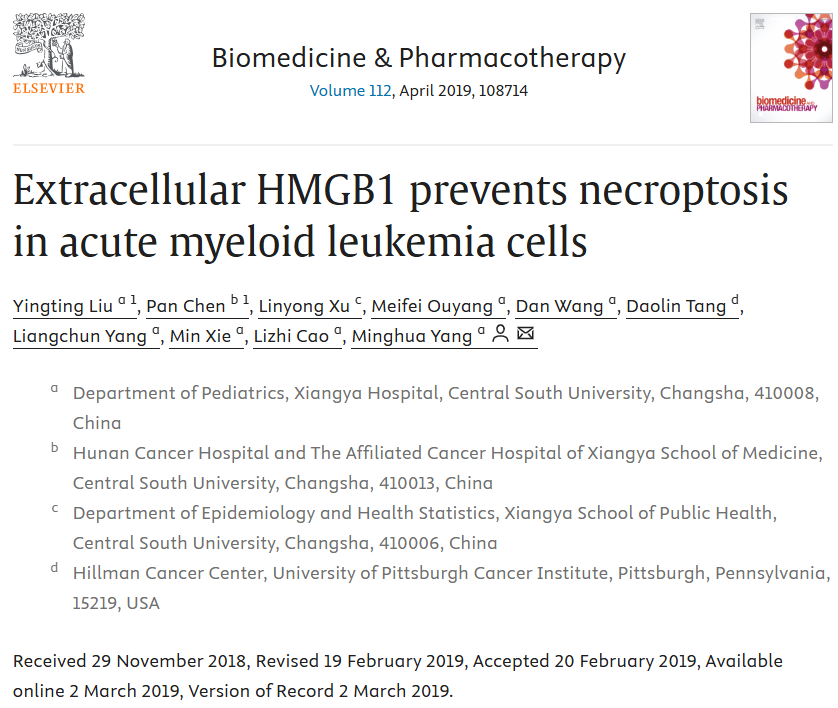 ELSEVIER
Biomedicine & Pharmacotherapy
Volume 112, April 2019, 108714
biomedicine
PHARMACOTHERAPY
Extracellular HMGB1 prevents necroptosis
in acute myeloid leukemia cells
Yingting Liu a 1, Pan Chen b 1, Linyong Xu c, Meifei Ouyang a, Dan Wang a, Daolin Tang d,
Liangchun Yang a, Min Xie a, Lizhi Cao a, Minghua Yang a
a Department of Pediatrics, Xiangya Hospital, Central South University, Changsha, 410008,
China
b Hunan Cancer Hospital and The Affiliated Cancer Hospital of Xiangya School of Medicine,
Central South University, Changsha, 410013, China
c Department of Epidemiology and Health Statistics, Xiangya School of Public Health,
Central South University, Changsha, 410006, China
d Hillman Cancer Center, University of Pittsburgh Cancer Institute, Pittsburgh, Pennsylvania,
15219, USA
Received 29 November 2018, Revised 19 February 2019, Accepted 20 February 2019, Available
online 2 March 2019, Version of Record 2 March 2019.